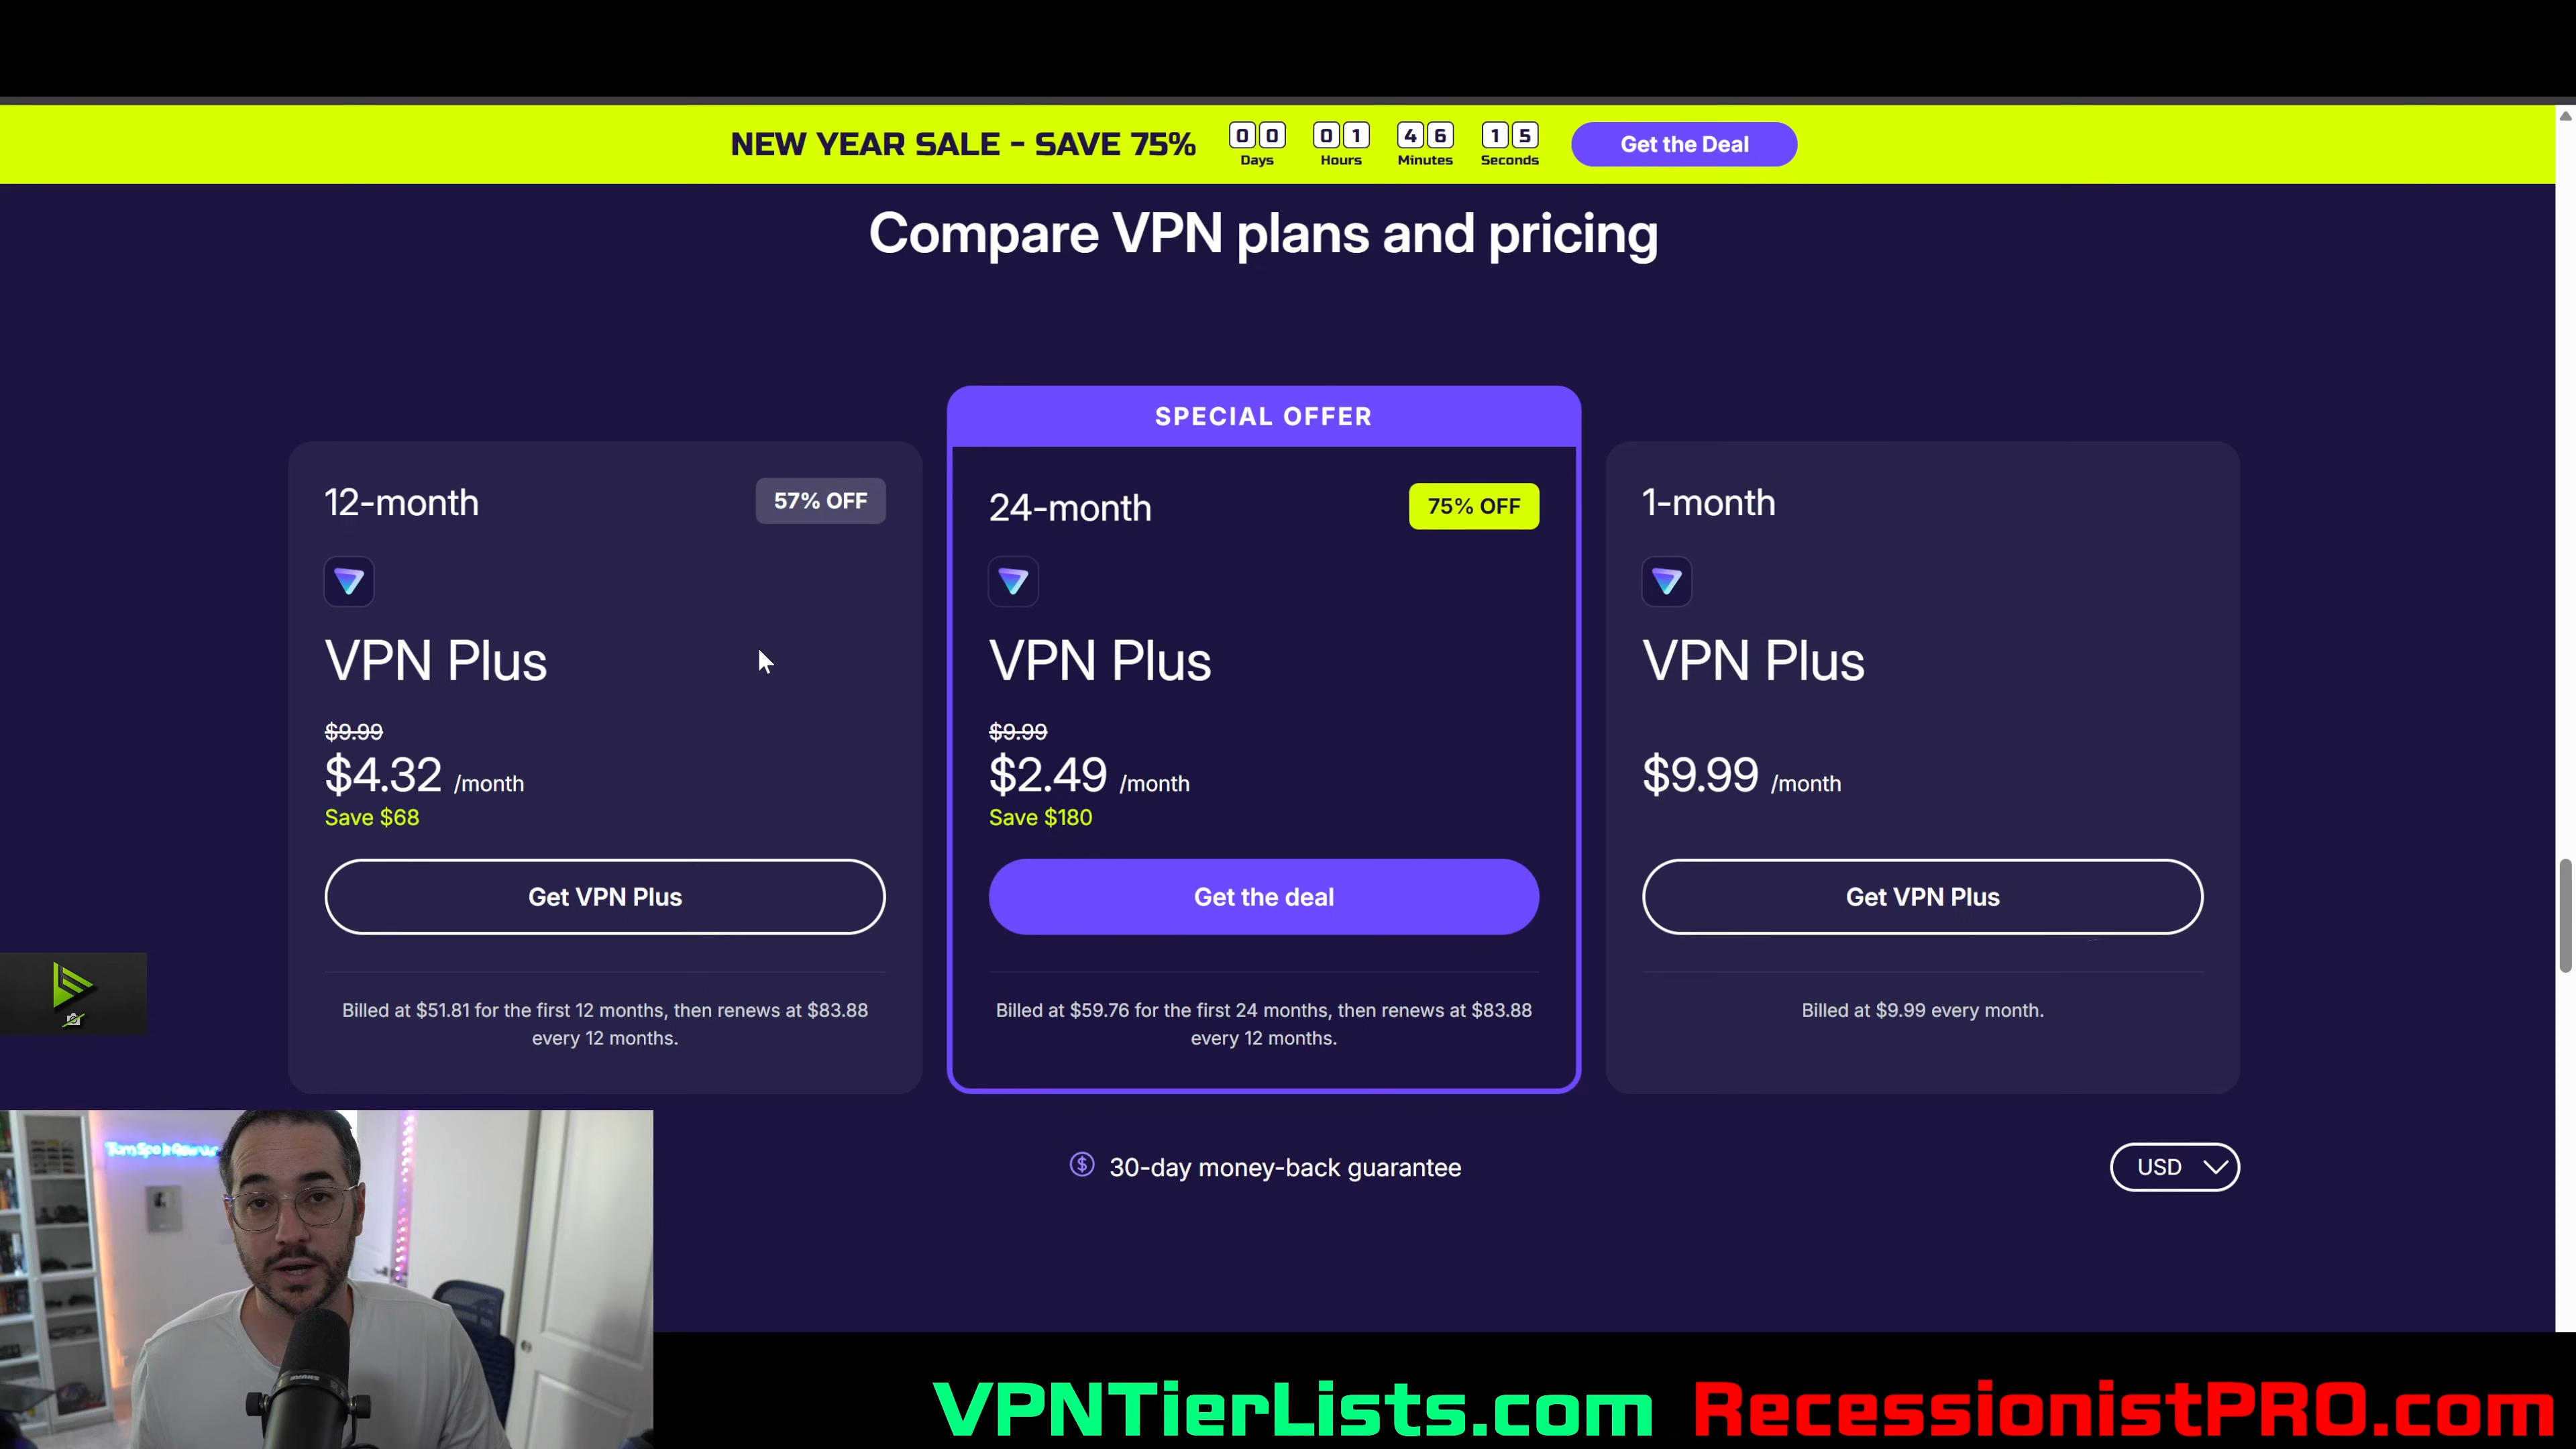 NEW YEAR SALE - SAVE 75%
00 01 46 15
Days Hours Minutes Seconds
Get the Deal
Compare VPN plans and pricing
12-month
57% OFF
VPN Plus
$9.99
$4.32 /month
Save $68
Get VPN Plus
Billed at $51.81 for the first 12 months, then renews at $83.88
every 12 months.
SPECIAL OFFER
24-month
75% OFF
VPN Plus
$9.99
$2.49 /month
Save $180
Get the deal
Billed at $59.76 for the first 24 months, then renews at $83.88
every 12 months.
1-month
VPN Plus
$9.99 /month
Get VPN Plus
Billed at $9.99 every month.
30-day money-back guarantee
USD
VPNTierLists.com
RecessionistPRO.com